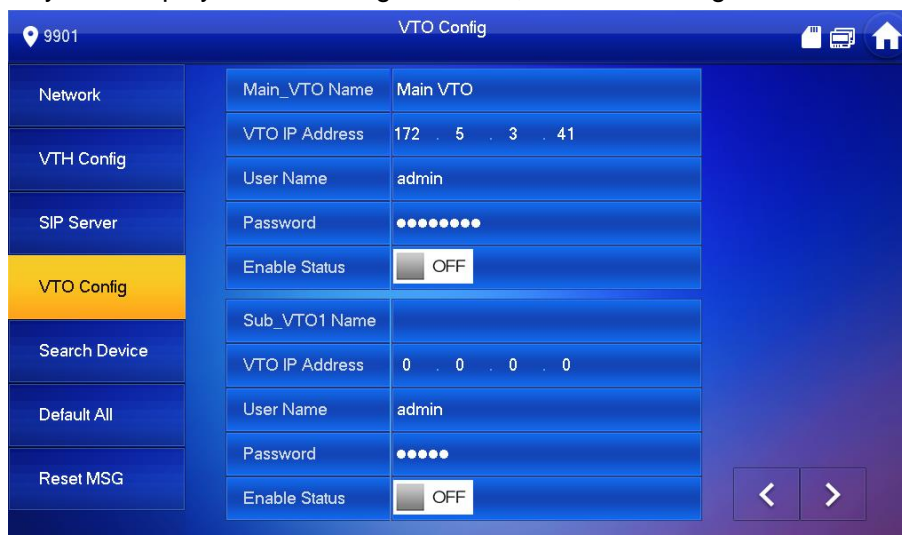 9901 VTO Config
Network
VTH Config
SIP Server
VTO Config
Search Device
Default All
Reset MSG
Main_VTO Name Main VTO
VTO IP Address 172 . 5 . 3 . 41
User Name admin
Password ●●●●●●●●
Enable Status OFF
Sub_VTO1 Name
VTO IP Address 0 . 0 . 0 . 0
User Name admin
Password ●●●●●
Enable Status OFF